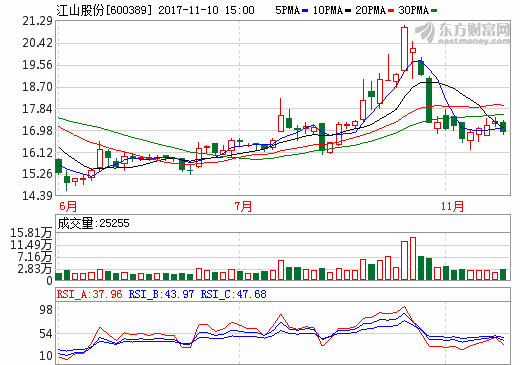 江山股份[600389] 2017-11-10 15:00 5PMA 10PMA 20PMA 30PMA
21.29
20.42
19.56
18.70
17.84
16.98
16.12
15.26
14.39
东方财富网
eastmoney.com
6月 7月 11月
成交量:25255
15.81万
11.49万
7.16万
2.83万
0
RSI_A:37.96 RSI_B:43.97 RSI_C:47.68
98
54
10